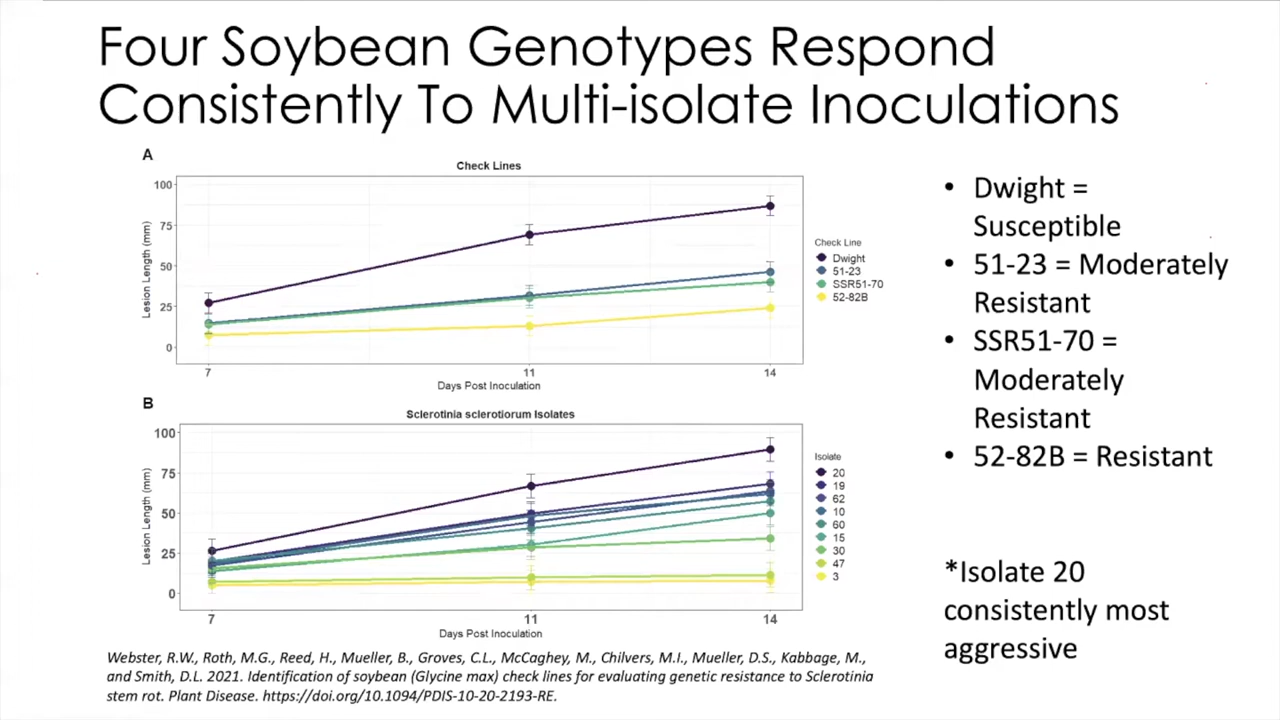 Four Soybean Genotypes Respond
Consistently To Multi-isolate Inoculations
A
Check Lines
Lesion Length (mm)
100
75
50
25
0
7
11
14
Days Post Inoculation
Check Line
Dwight
51-23
SSR51-70
52-82B
B
Sclerotinia sclerotiorum Isolates
Lesion Length (mm)
100
75
50
25
0
7
11
14
Days Post Inoculation
Isolate
20
19
62
10
60
15
30
47
3
• Dwight =
Susceptible
• 51-23 = Moderately
Resistant
• SSR51-70 =
Moderately
Resistant
• 52-82B = Resistant
*Isolate 20
consistently most
aggressive
Webster, R.W., Roth, M.G., Reed, H., Mueller, B., Groves, C.L., McCaghey, M., Chilvers, M.I., Mueller, D.S., Kabbage, M.,
and Smith, D.L. 2021. Identification of soybean (Glycine max) check lines for evaluating genetic resistance to Sclerotinia
stem rot. Plant Disease. https://doi.org/10.1094/PDIS-10-20-2193-RE.